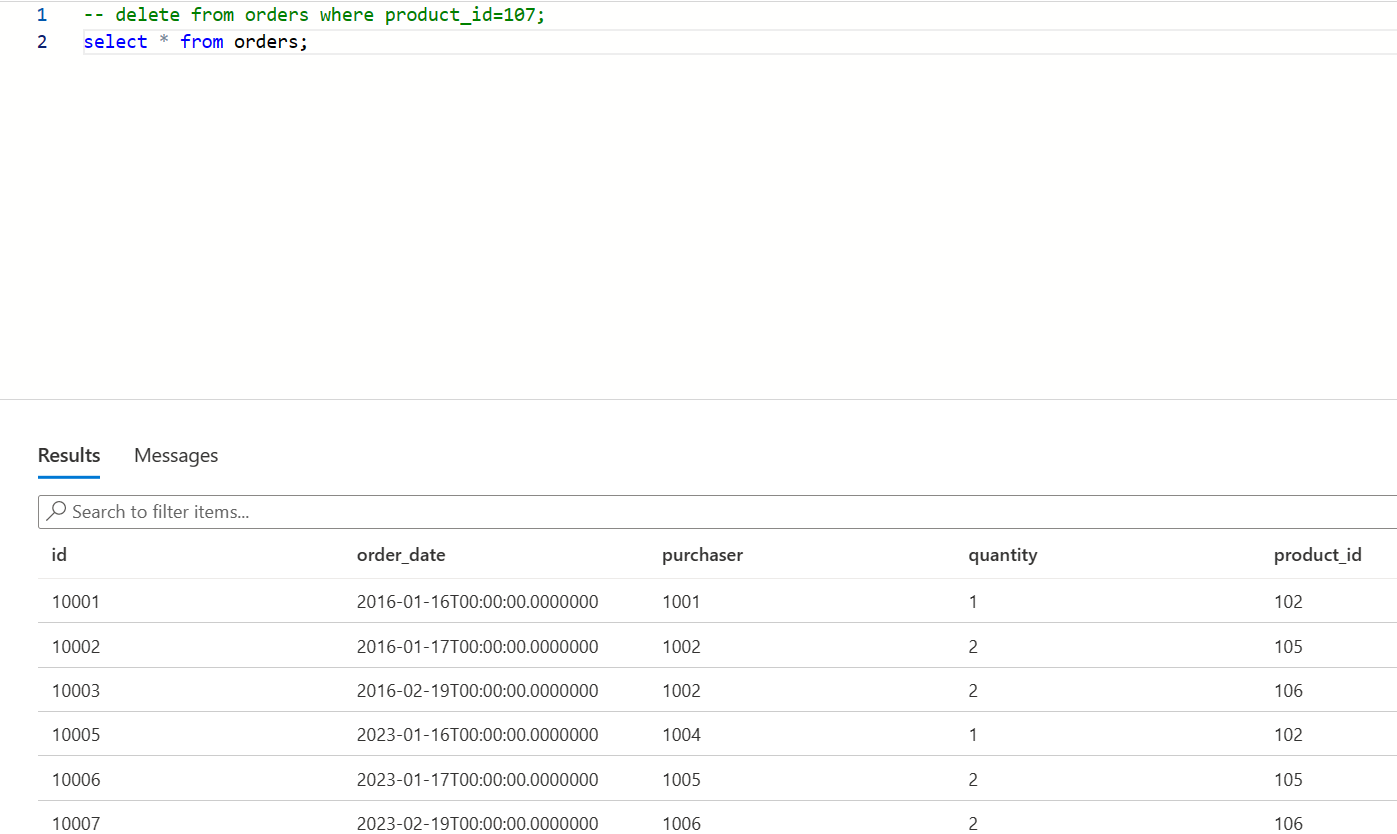 1 -- delete from orders where product_id=107;
2 select * from orders;
Results Messages
Search to filter items...
id order_date purchaser quantity product_id
10001 2016-01-16T00:00:00.0000000 1001 1 102
10002 2016-01-17T00:00:00.0000000 1002 2 105
10003 2016-02-19T00:00:00.0000000 1002 2 106
10005 2023-01-16T00:00:00.0000000 1004 1 102
10006 2023-01-17T00:00:00.0000000 1005 2 105
10007 2023-02-19T00:00:00.0000000 1006 2 106